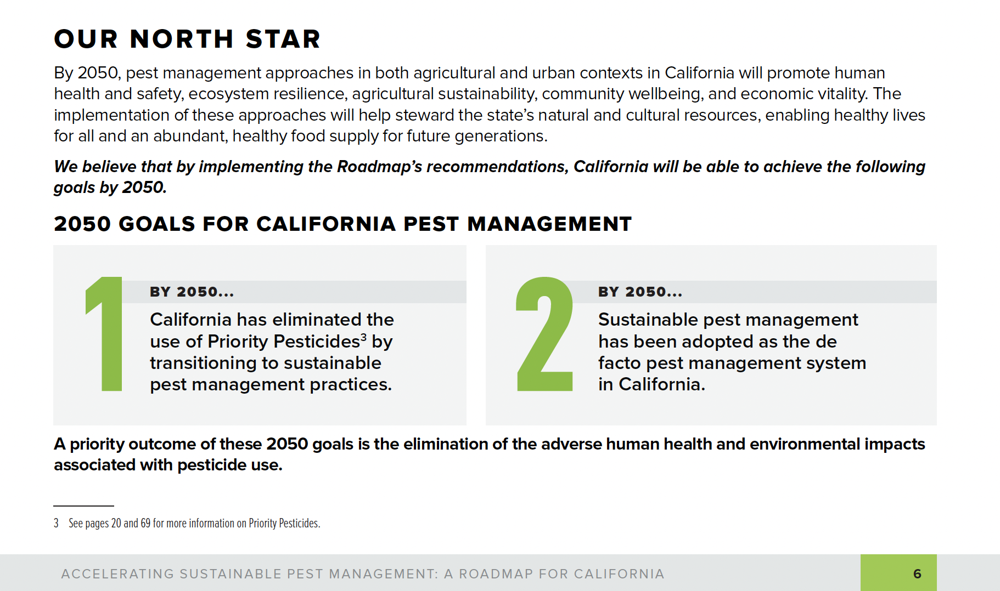 OUR NORTH STAR
By 2050, pest management approaches in both agricultural and urban contexts in California will promote human
health and safety, ecosystem resilience, agricultural sustainability, community wellbeing, and economic vitality. The
implementation of these approaches will help steward the state’s natural and cultural resources, enabling healthy lives
for all and an abundant, healthy food supply for future generations.
We believe that by implementing the Roadmap’s recommendations, California will be able to achieve the following
goals by 2050.
2050 GOALS FOR CALIFORNIA PEST MANAGEMENT
1
BY 2050...
California has eliminated the
use of Priority Pesticides³ by
transitioning to sustainable
pest management practices.
2
BY 2050...
Sustainable pest management
has been adopted as the de
facto pest management system
in California.
A priority outcome of these 2050 goals is the elimination of the adverse human health and environmental impacts
associated with pesticide use.
3 See pages 20 and 69 for more information on Priority Pesticides.
ACCELERATING SUSTAINABLE PEST MANAGEMENT: A ROADMAP FOR CALIFORNIA
6